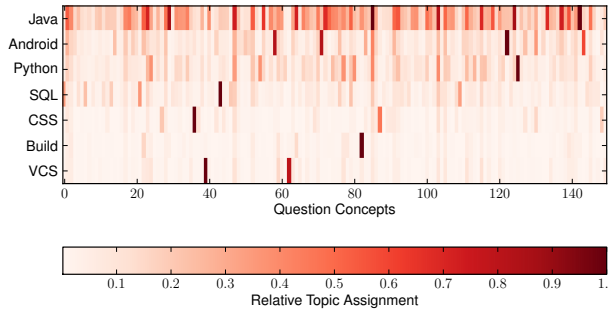 Java
Android
Python
SQL
CSS
Build
VCS
0 20 40 60 80 100 120 140
Question Concepts
0.1 0.2 0.3 0.4 0.5 0.6 0.7 0.8 0.9 1.
Relative Topic Assignment